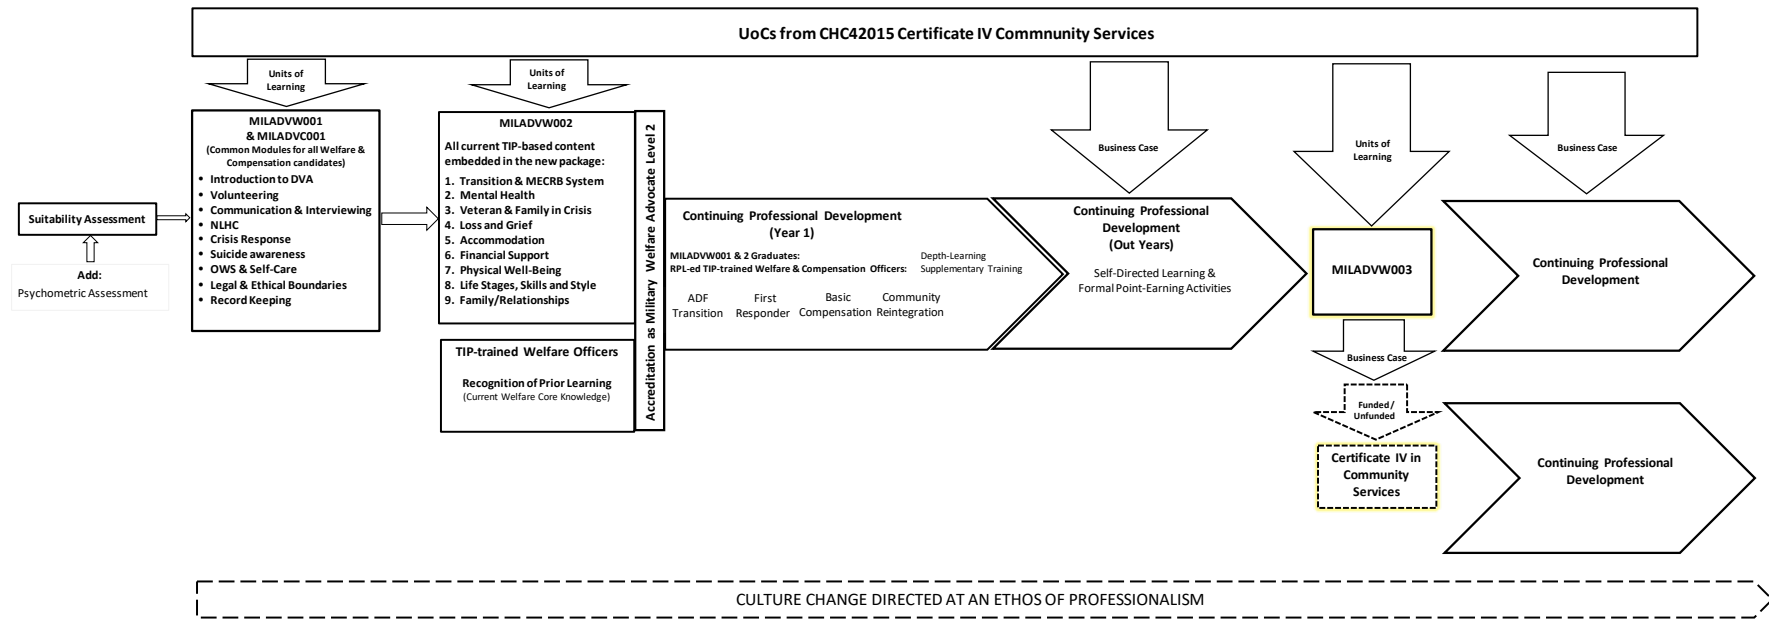 UoCs from CHC42015 Certificate IV Commnunity Services
Units of
Learning
Units of
Learning
Business Case
Units of
Learning
Business Case
Suitability Assessment
Add:
Psychometric Assessment
MILADVW001
& MILADVC001
(Common Modules for all Welfare &
Compensation candidates)
• Introduction to DVA
• Volunteering
• Communication & Interviewing
• NLHC
• Crisis Response
• Suicide awareness
• OWS & Self-Care
• Legal & Ethical Boundaries
• Record Keeping
MILADVW002
All current TIP-based content
embedded in the new package:
1. Transition & MECRB System
2. Mental Health
3. Veteran & Family in Crisis
4. Loss and Grief
5. Accommodation
6. Financial Support
7. Physical Well-Being
8. Life Stages, Skills and Style
9. Family/Relationships
TIP-trained Welfare Officers
Recognition of Prior Learning
(Current Welfare Core Knowledge)
Accreditation as Military Welfare Advocate Level 2
Continuing Professional Development
(Year 1)
MILADVW001 & 2 Graduates: Depth-Learning
RPL-ed TIP-trained Welfare & Compensation Officers: Supplementary Training
ADF First Basic Community
Transition Responder Compensation Reintegration
Continuing Professional
Development
(Out Years)
Self-Directed Learning &
Formal Point-Earning Activities
MILADVW003
Business Case
Funded/
Unfunded
Certificate IV in
Community
Services
Continuing Professional
Development
Continuing Professional
Development
CULTURE CHANGE DIRECTED AT AN ETHOS OF PROFESSIONALISM